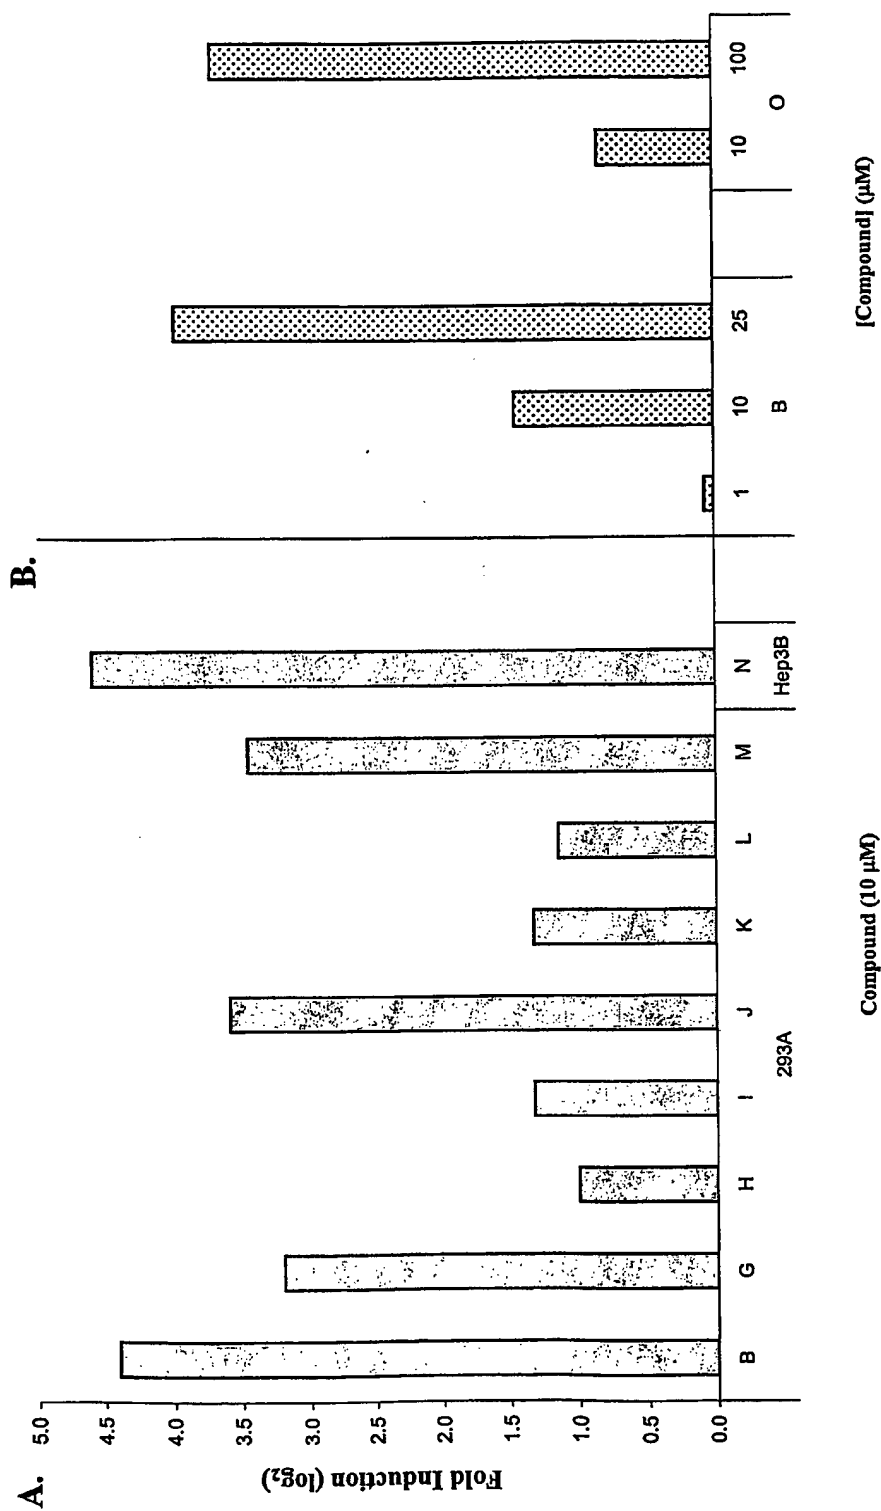 A.
B.
Fold Induction (log₂)
5.0
4.5
4.0
3.5
3.0
2.5
2.0
1.5
1.0
0.5
0.0
B G H I J K L M N
293A Hep3B
Compound (10 µM)
1 10 25 10 100
B O
[Compound] (µM)